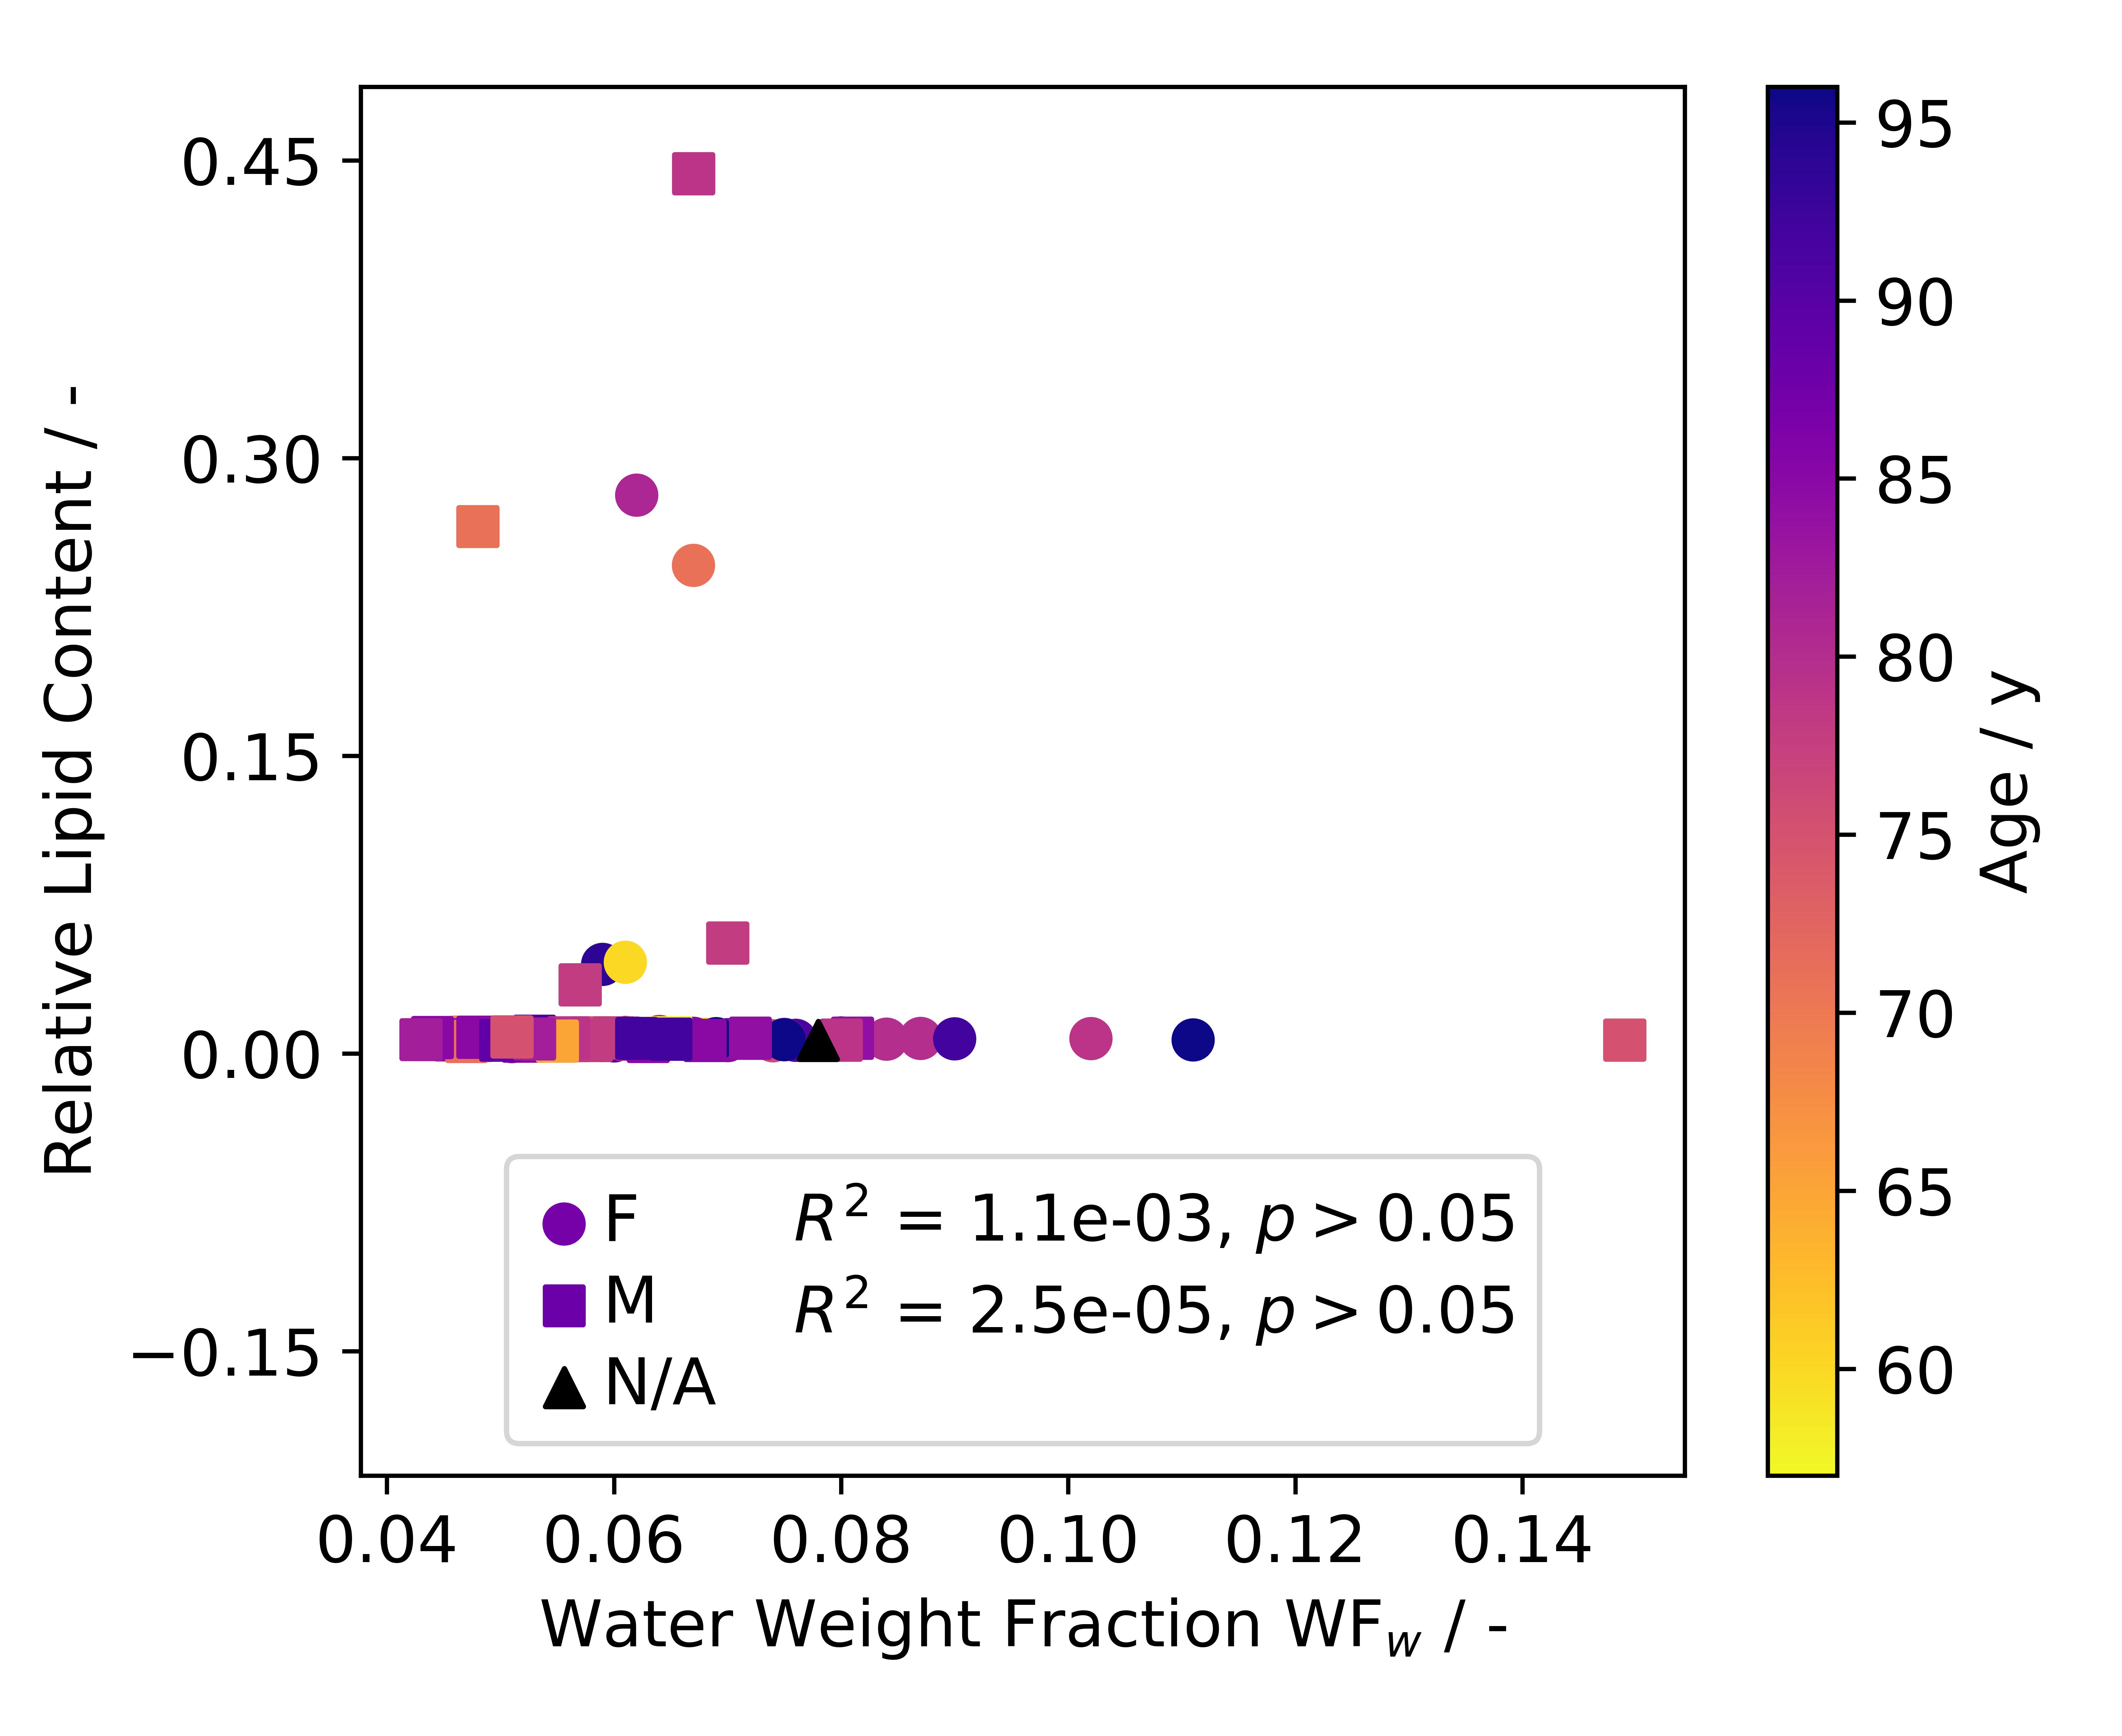 0.45
0.30
0.15
0.00
−0.15
Relative Lipid Content / -
F R² = 1.1e-03, p > 0.05
M R² = 2.5e-05, p > 0.05
N/A
0.04 0.06 0.08 0.10 0.12 0.14
Water Weight Fraction WF_w / -
95
90
85
80
75
70
65
60
Age / y